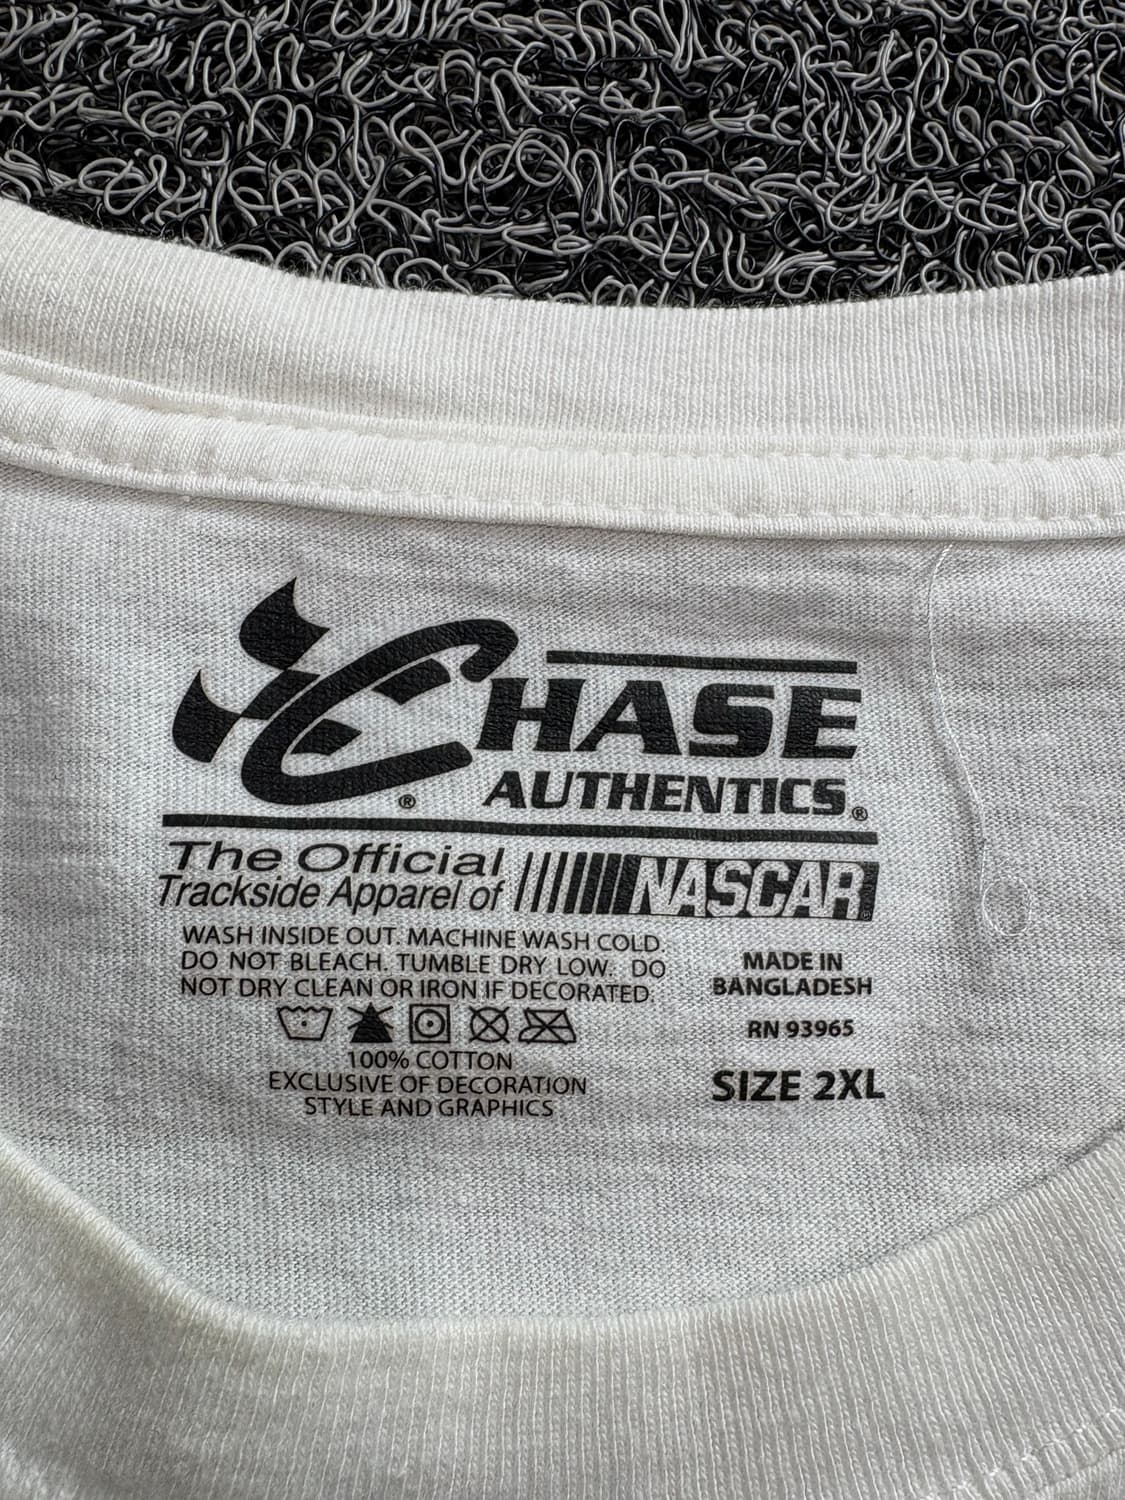 CHASE
AUTHENTICS®
®
The Official
Trackside Apparel of NASCAR®
WASH INSIDE OUT. MACHINE WASH COLD.
DO NOT BLEACH. TUMBLE DRY LOW. DO
NOT DRY CLEAN OR IRON IF DECORATED.
100% COTTON
EXCLUSIVE OF DECORATION
STYLE AND GRAPHICS
MADE IN
BANGLADESH
RN 93965
SIZE 2XL